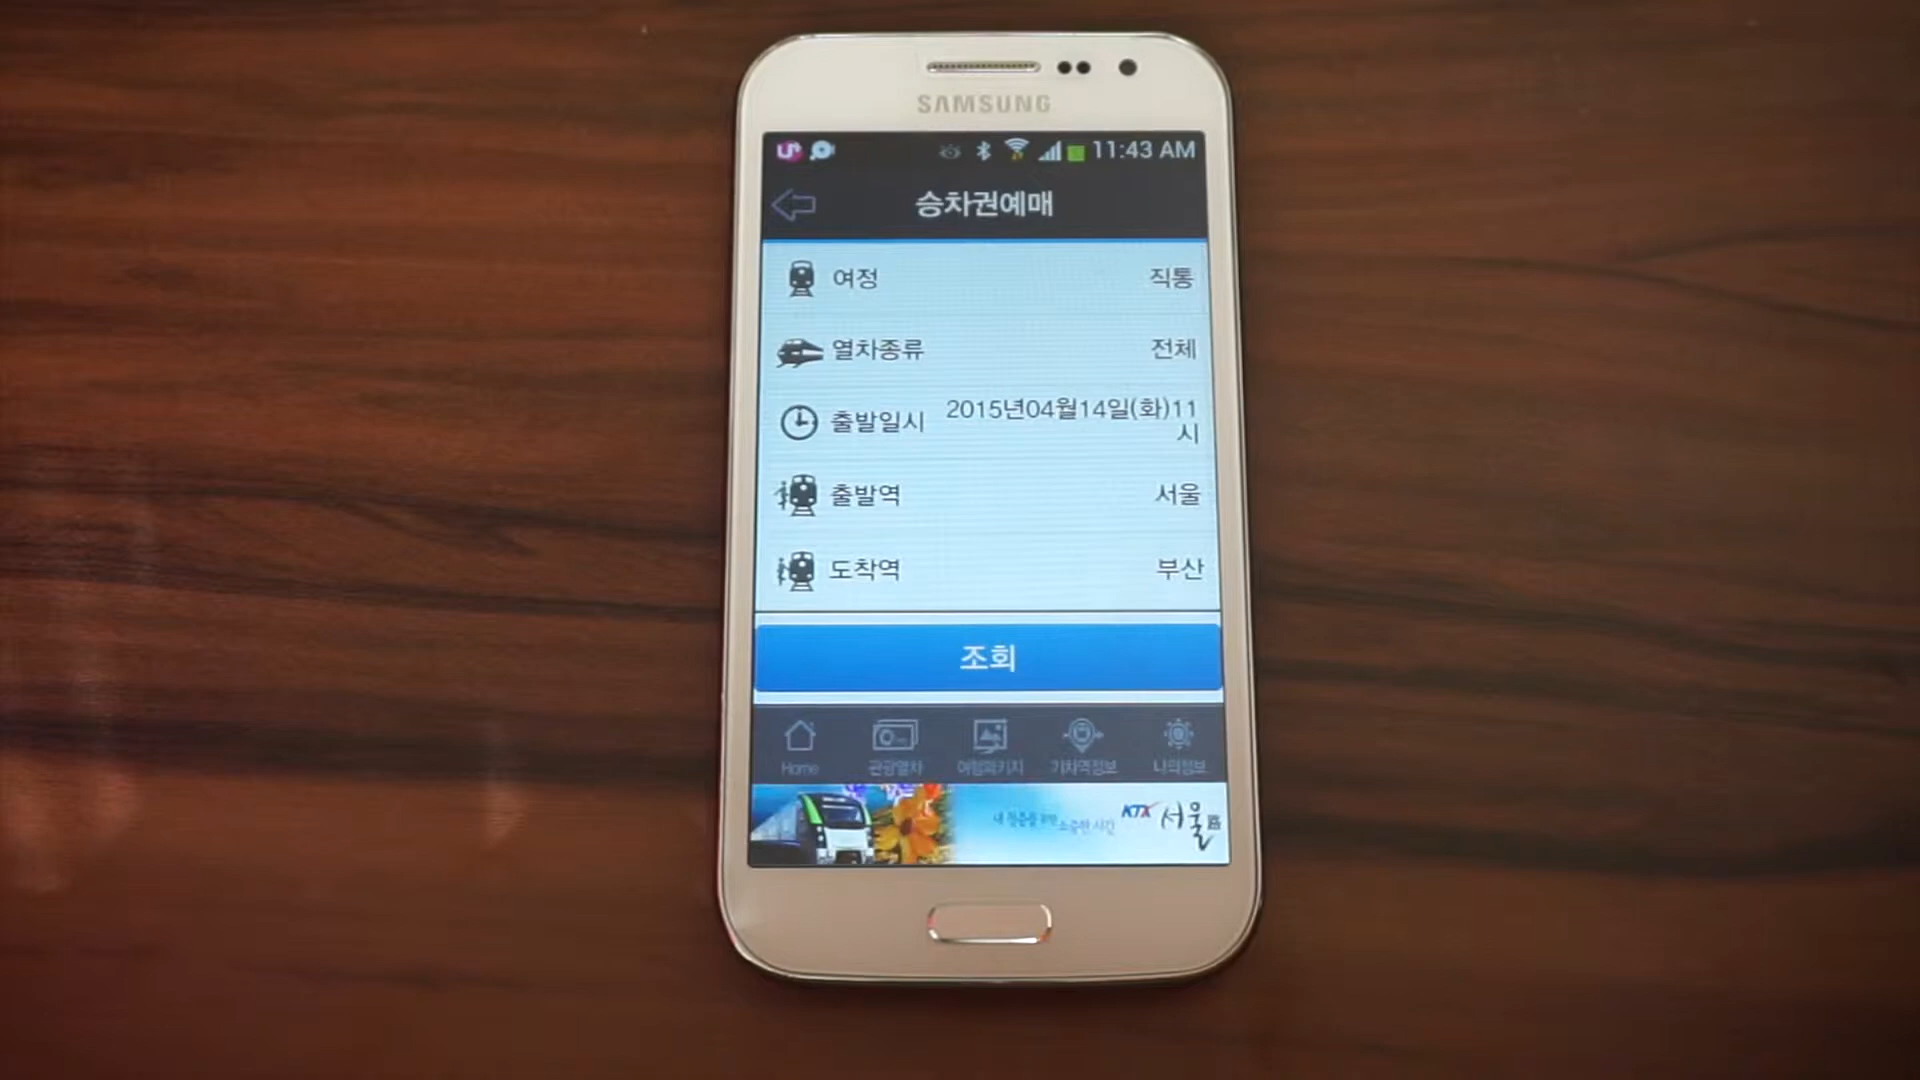 SAMSUNG
U+ 11:43 AM
승차권예매
여정 직통
열차종류 전체
출발일시 2015년04월14일(화)11
시
출발역 서울
도착역 부산
조회
Home 관광열차 여행패키지 기차역정보 나의정보
내 청춘을 위한 소중한 시간 KTX 서울